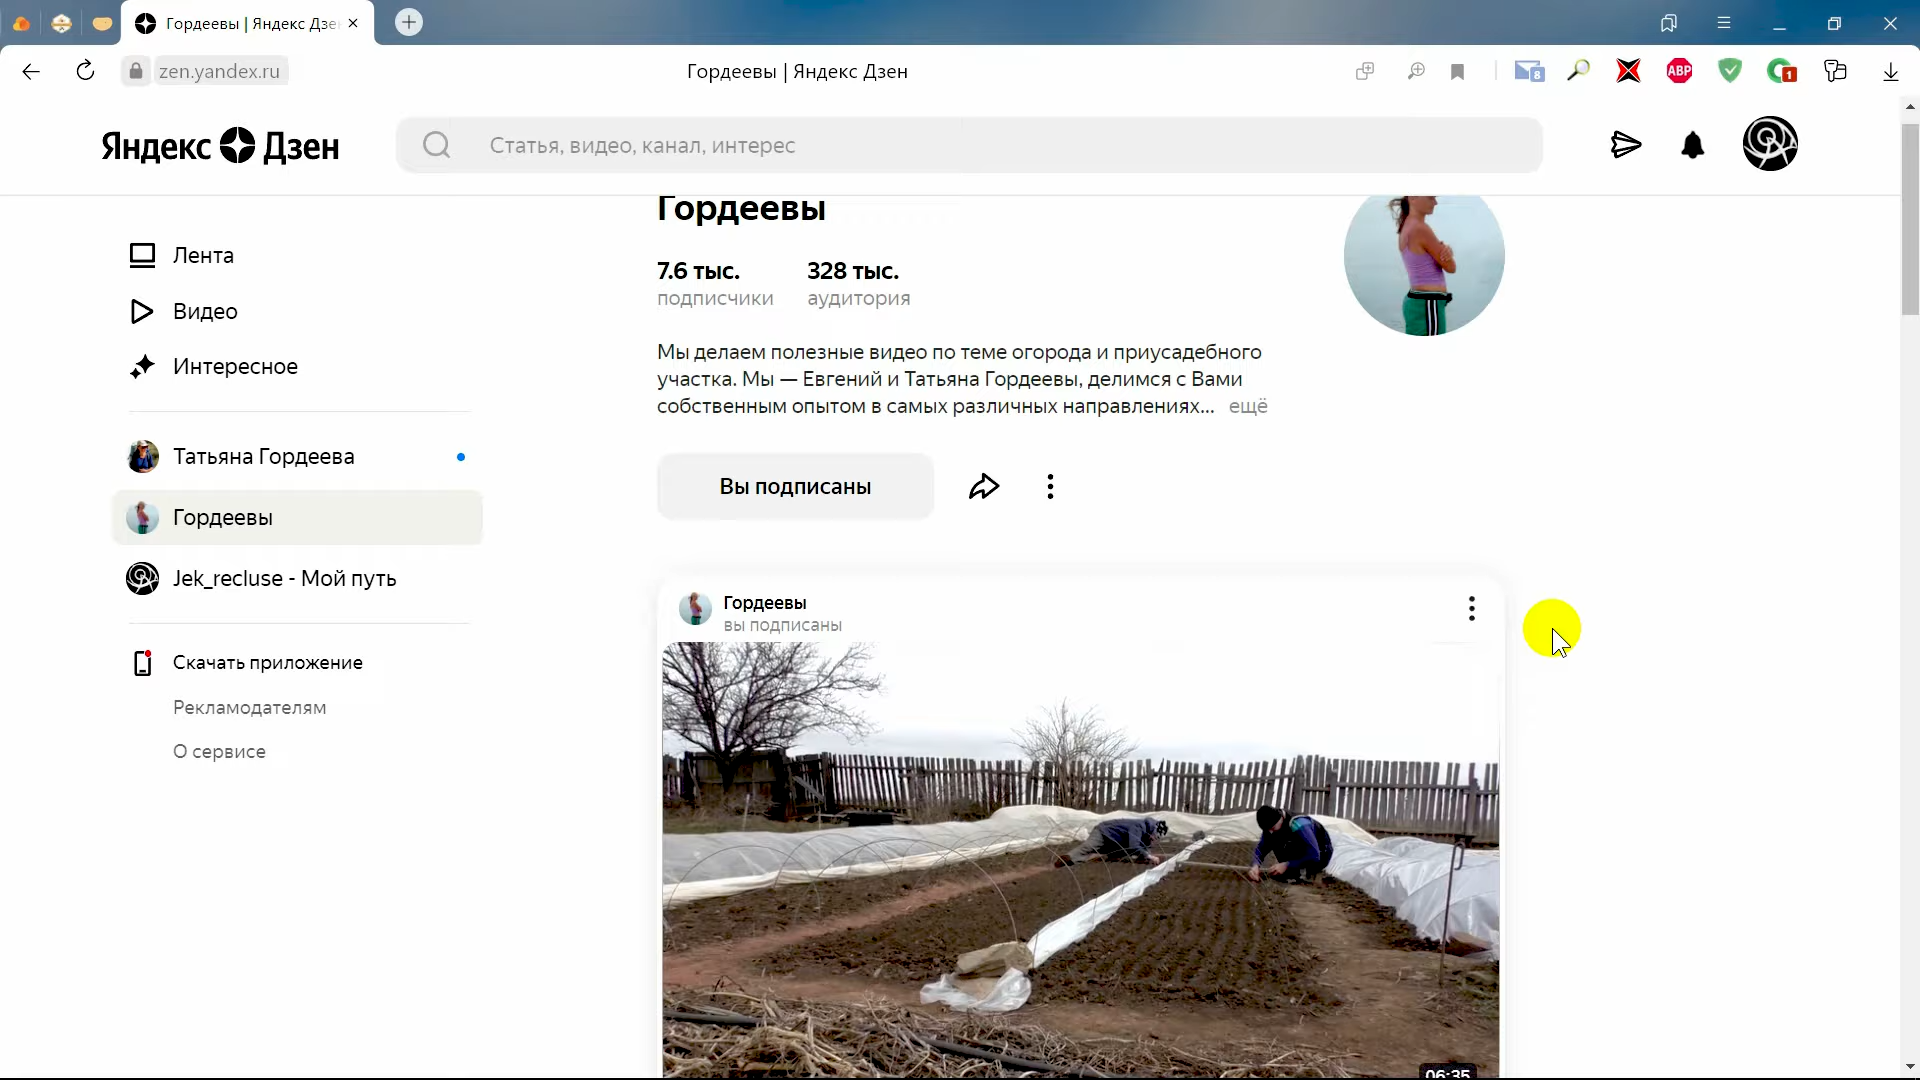 Гордеевы | Яндекс Дзе
zen.yandex.ru
Гордеевы | Яндекс Дзен
8
ABP
1
Яндекс Дзен
Статья, видео, канал, интерес
Лента
Видео
Интересное
Татьяна Гордеева
Гордеевы
Jek_recluse - Мой путь
Скачать приложение
Рекламодателям
О сервисе
Гордеевы
7.6 тыс.
подписчики
328 тыс.
аудитория
Мы делаем полезные видео по теме огорода и приусадебного
участка. Мы — Евгений и Татьяна Гордеевы, делимся с Вами
собственным опытом в самых различных направлениях... ещё
Вы подписаны
Гордеевы
вы подписаны
06:35